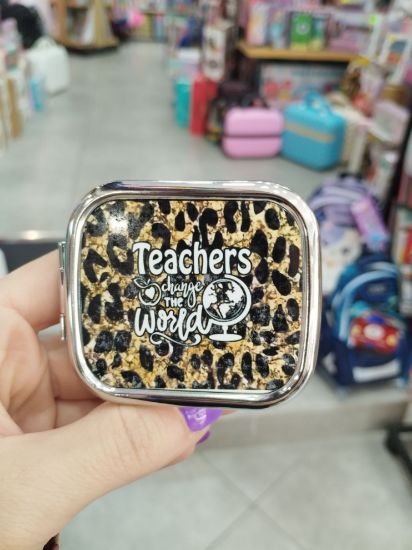 Teachers
change
THE
World